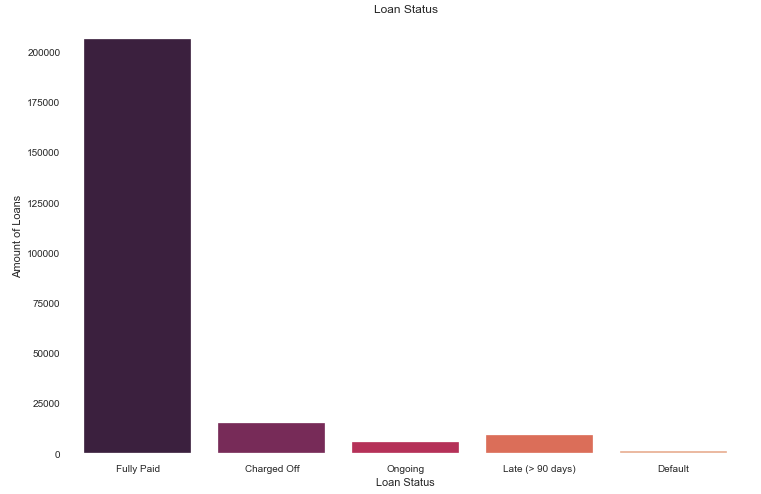 Loan Status
Amount of Loans
200000
175000
150000
125000
100000
75000
50000
25000
0
Fully Paid
Charged Off
Ongoing
Late (> 90 days)
Default
Loan Status